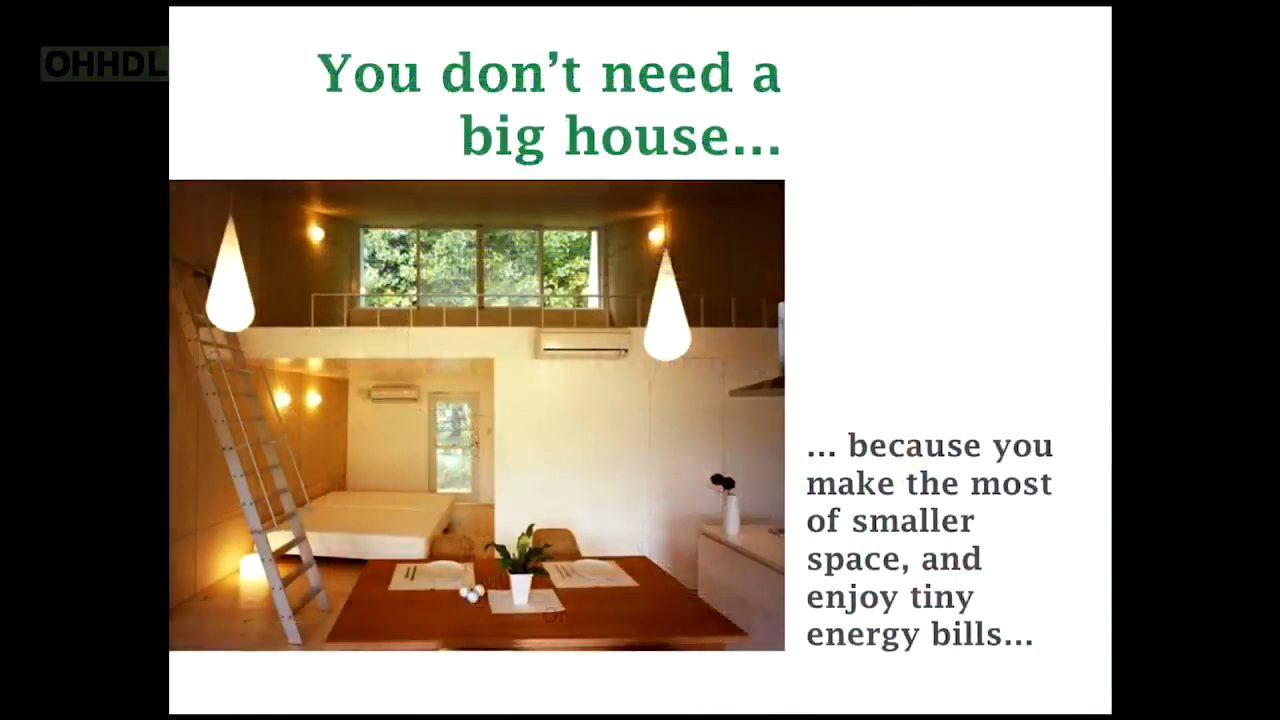 OHHDL
You don't need a
big house...
... because you
make the most
of smaller
space, and
enjoy tiny
energy bills...